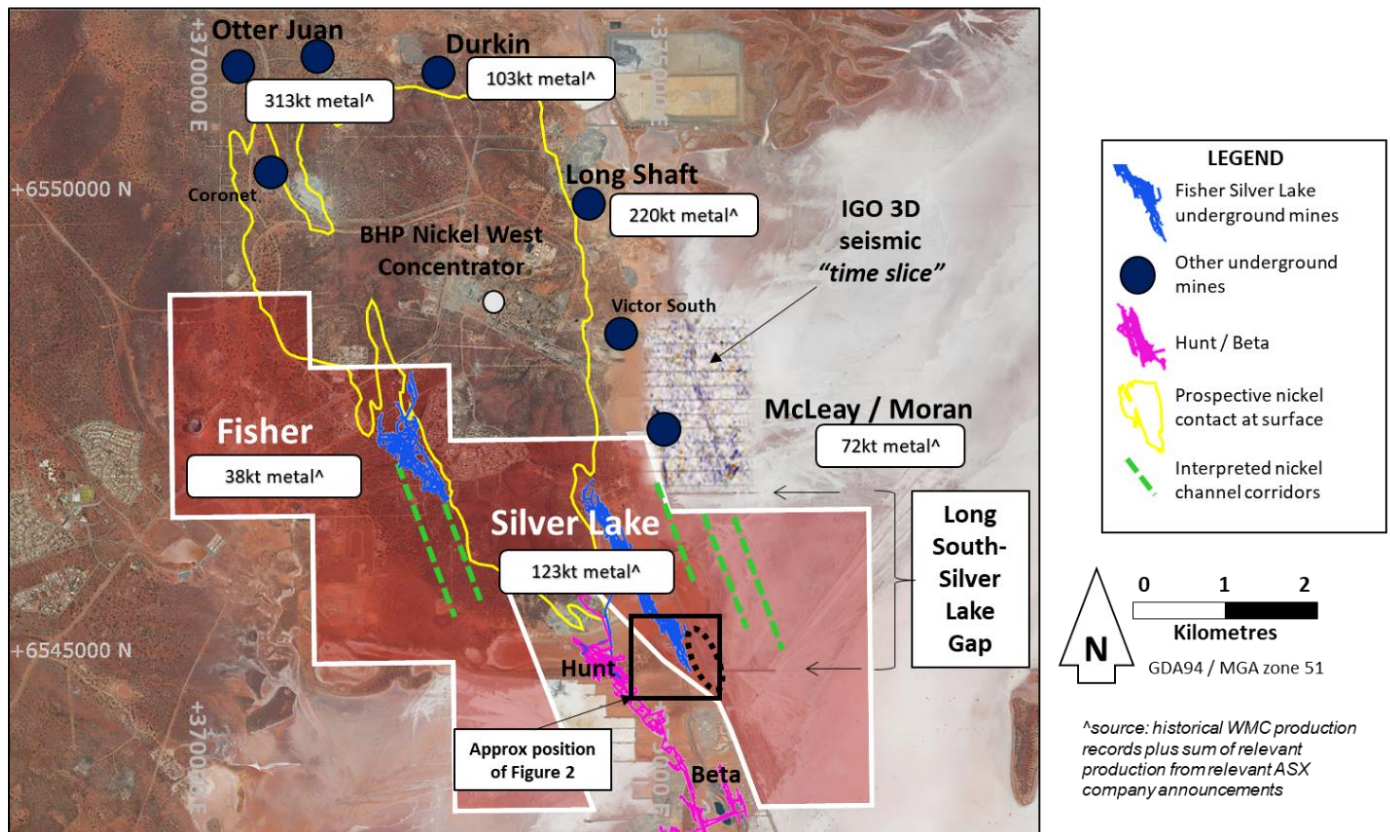 Otter Juan
+370000 E
313kt metal^
Durkin
103kt metal^
+375000 E
+6550000 N
Coronet
Long Shaft
220kt metal^
BHP Nickel West
Concentrator
IGO 3D
seismic
“time slice”
Victor South
Fisher
38kt metal^
McLeay / Moran
72kt metal^
Silver Lake
123kt metal^
Long
South-
Silver
Lake
Gap
+6545000 N
Hunt
+370000 E
Approx position
of Figure 2
Beta
LEGEND
Fisher Silver Lake
underground mines
Other underground
mines
Hunt / Beta
Prospective nickel
contact at surface
Interpreted nickel
channel corridors
N
0 1 2
Kilometres
GDA94 / MGA zone 51
^source: historical WMC production
records plus sum of relevant
production from relevant ASX
company announcements